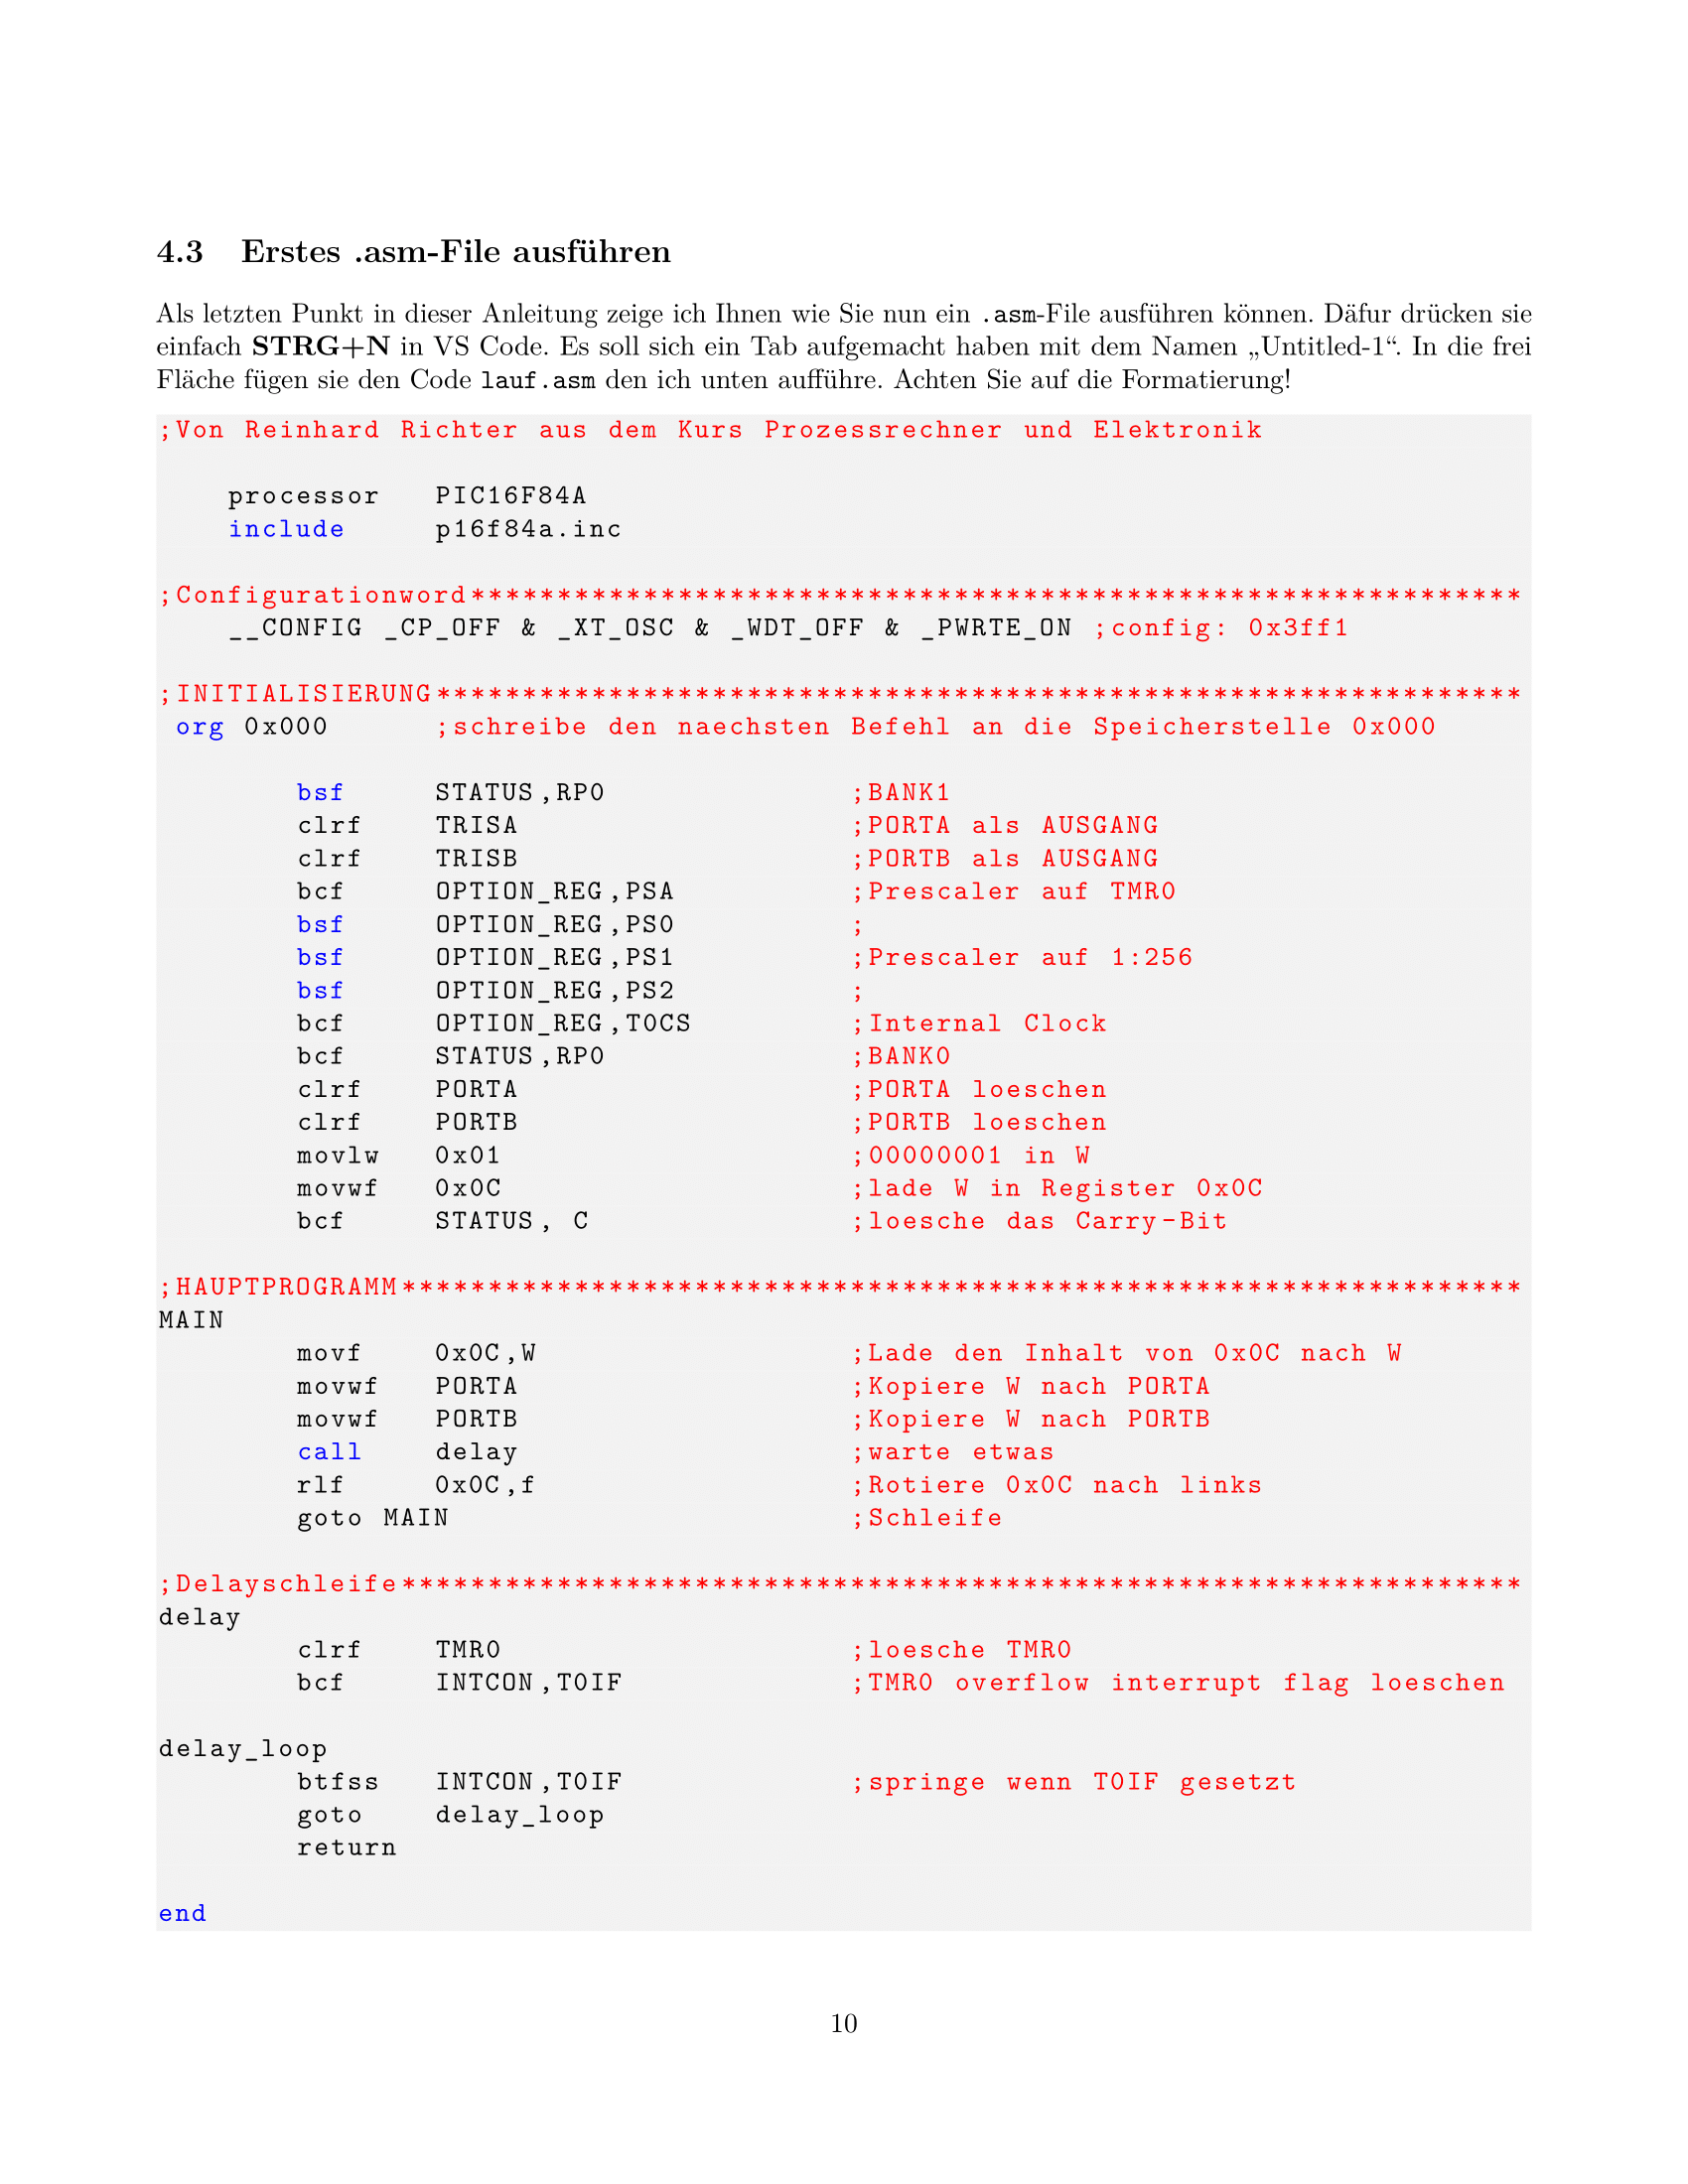 4.3 Erstes .asm-File ausführen
Als letzten Punkt in dieser Anleitung zeige ich Ihnen wie Sie nun ein .asm-File ausführen können. Däfur drücken sie
einfach STRG+N in VS Code. Es soll sich ein Tab aufgemacht haben mit dem Namen „Untitled-1“. In die frei
Fläche fügen sie den Code lauf.asm den ich unten aufführe. Achten Sie auf die Formatierung!
;Von Reinhard Richter aus dem Kurs Prozessrechner und Elektronik
    processor   PIC16F84A
    include     p16f84a.inc
;Configurationword*************************************************************
    __CONFIG _CP_OFF & _XT_OSC & _WDT_OFF & _PWRTE_ON ;config: 0x3ff1
;INITIALISIERUNG***************************************************************
 org 0x000      ;schreibe den naechsten Befehl an die Speicherstelle 0x000
        bsf     STATUS,RP0              ;BANK1
        clrf    TRISA                   ;PORTA als AUSGANG
        clrf    TRISB                   ;PORTB als AUSGANG
        bcf     OPTION_REG,PSA          ;Prescaler auf TMR0
        bsf     OPTION_REG,PS0          ;
        bsf     OPTION_REG,PS1          ;Prescaler auf 1:256
        bsf     OPTION_REG,PS2          ;
        bcf     OPTION_REG,T0CS         ;Internal Clock
        bcf     STATUS,RP0              ;BANK0
        clrf    PORTA                   ;PORTA loeschen
        clrf    PORTB                   ;PORTB loeschen
        movlw   0x01                    ;00000001 in W
        movwf   0x0C                    ;lade W in Register 0x0C
        bcf     STATUS, C               ;loesche das Carry-Bit
;HAUPTPROGRAMM*****************************************************************
MAIN
        movf    0x0C,W                  ;Lade den Inhalt von 0x0C nach W
        movwf   PORTA                   ;Kopiere W nach PORTA
        movwf   PORTB                   ;Kopiere W nach PORTB
        call    delay                   ;warte etwas
        rlf     0x0C,f                  ;Rotiere 0x0C nach links
        goto MAIN                       ;Schleife
;Delayschleife*****************************************************************
delay
        clrf    TMR0                    ;loesche TMR0
        bcf     INTCON,T0IF             ;TMR0 overflow interrupt flag loeschen
delay_loop
        btfss   INTCON,T0IF             ;springe wenn T0IF gesetzt
        goto    delay_loop
        return
end
10